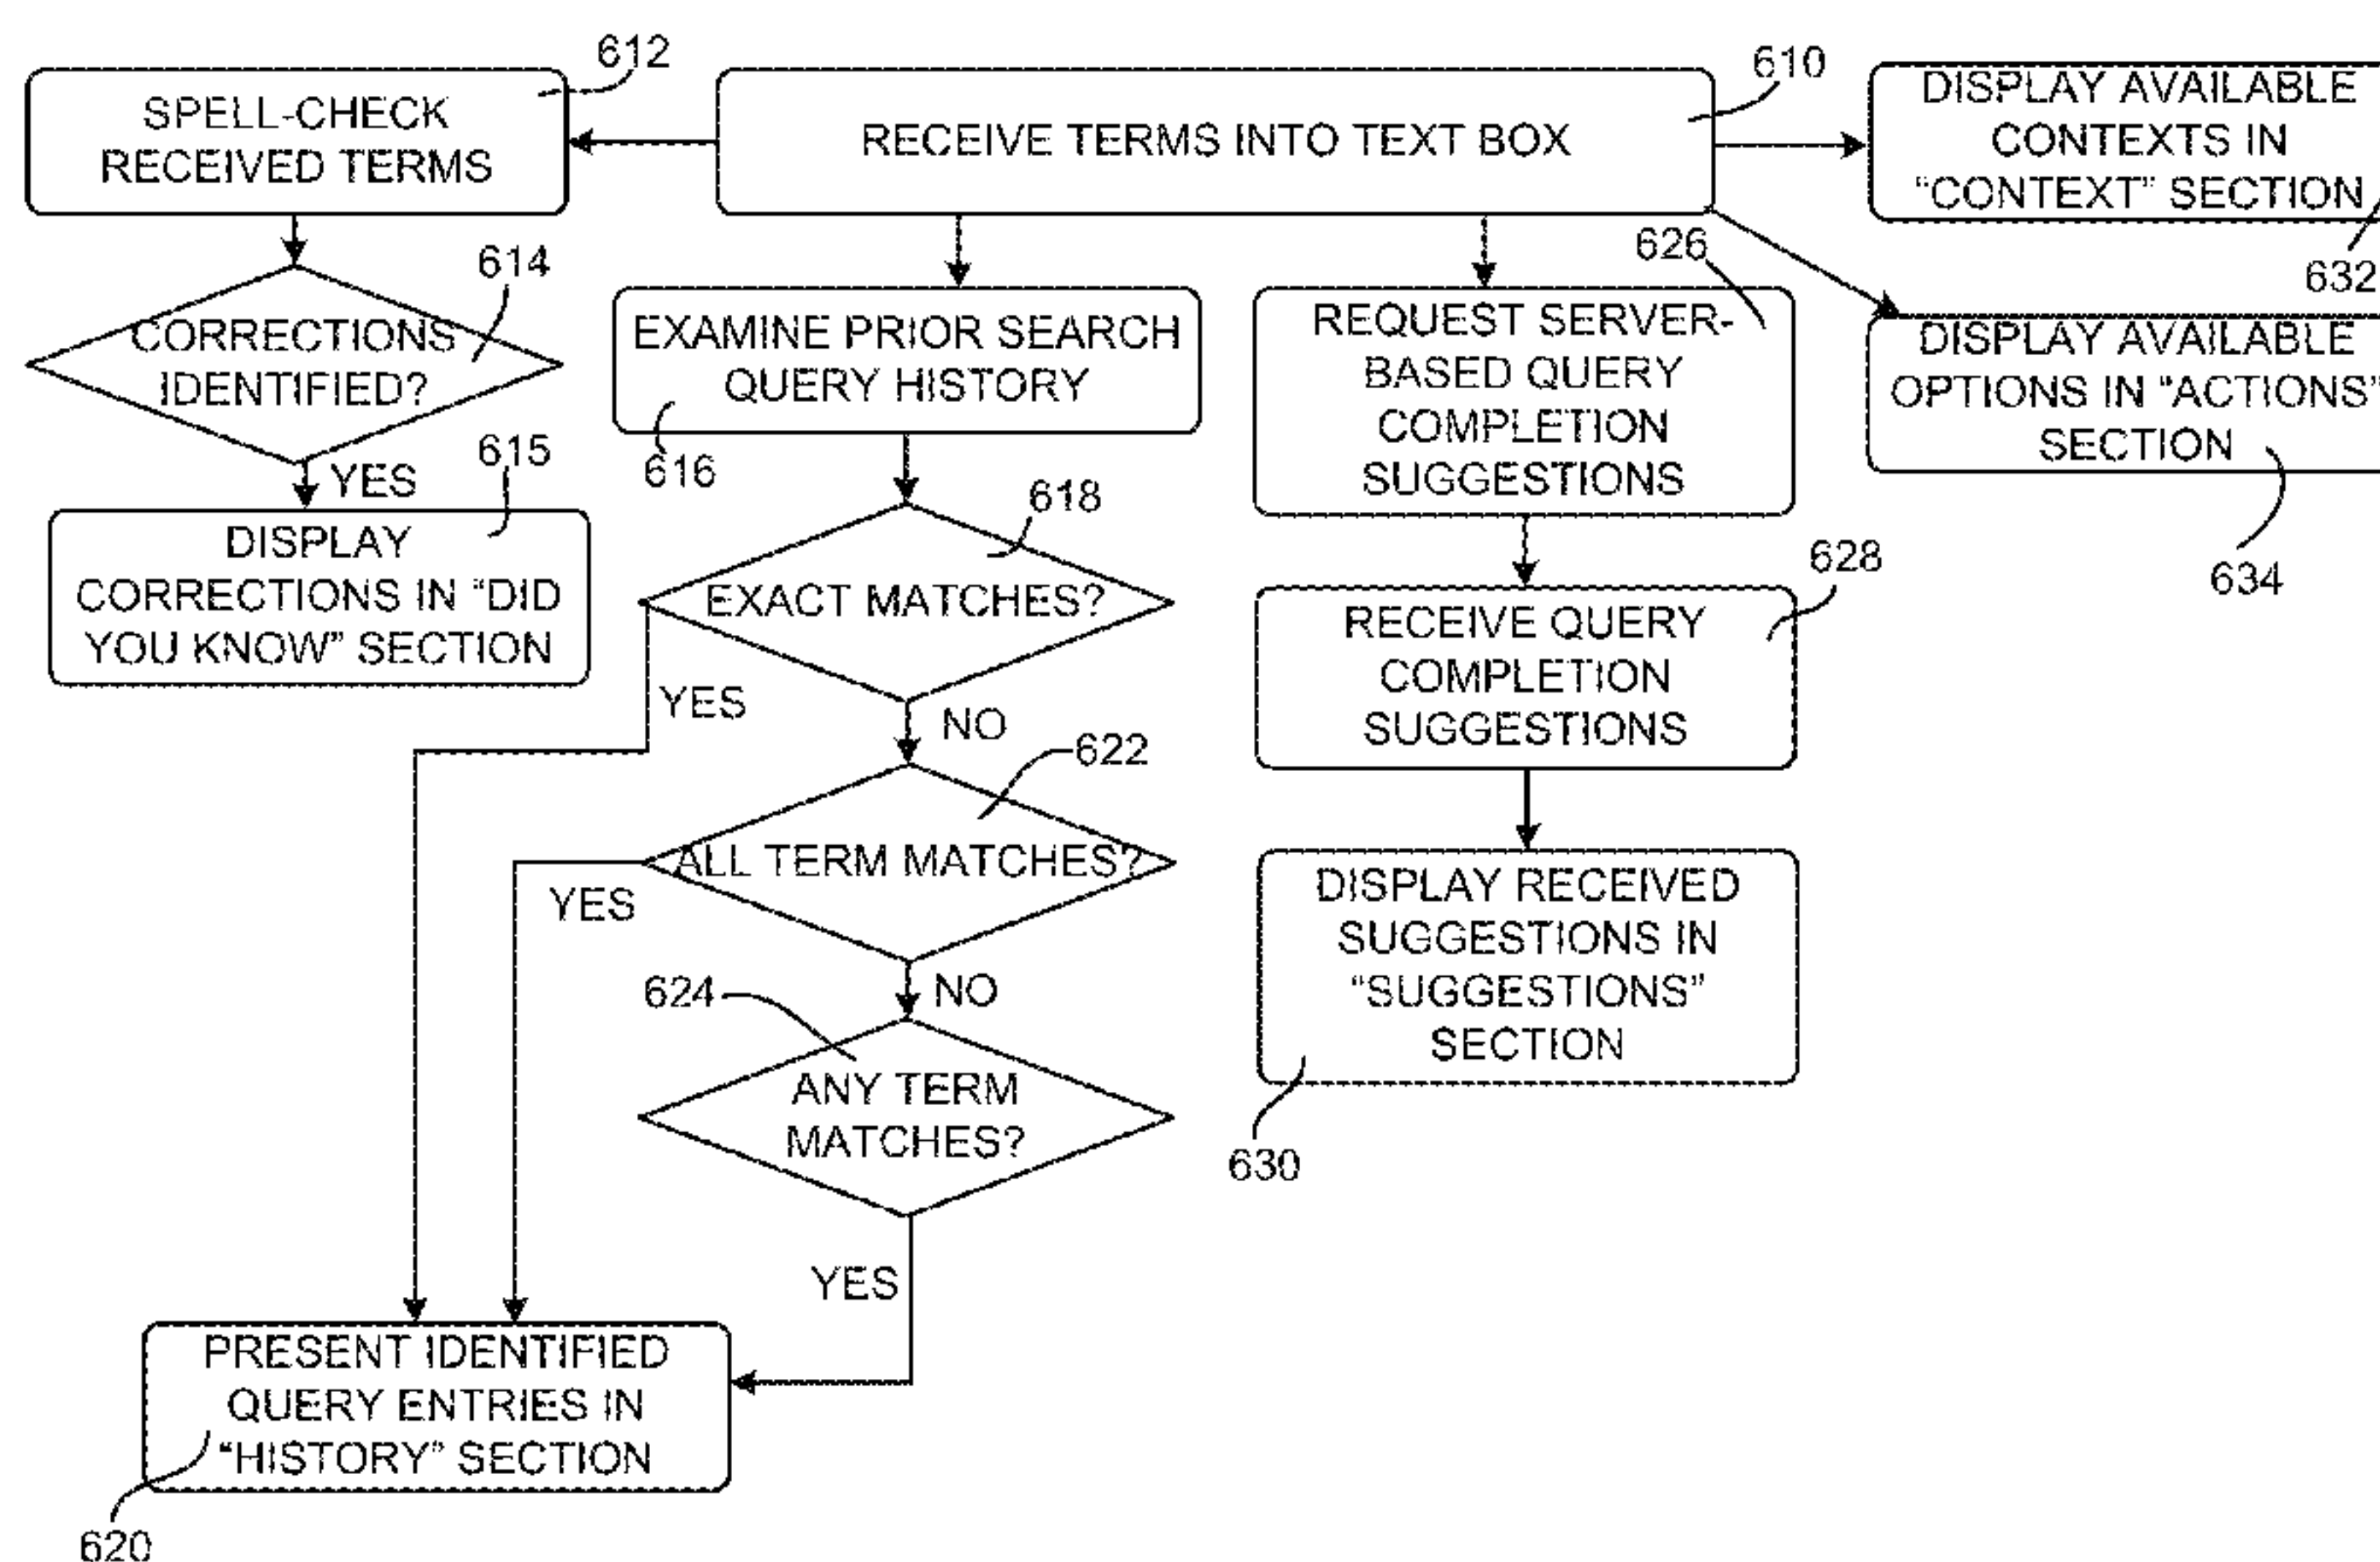 612
SPELL-CHECK
RECEIVED TERMS
610
RECEIVE TERMS INTO TEXT BOX
DISPLAY AVAILABLE
CONTEXTS IN
“CONTEXT” SECTION
632
614
CORRECTIONS
IDENTIFIED?
YES
615
DISPLAY
CORRECTIONS IN “DID
YOU KNOW” SECTION
EXAMINE PRIOR SEARCH
QUERY HISTORY
616
618
EXACT MATCHES?
YES
NO
622
ALL TERM MATCHES?
YES
NO
624
ANY TERM
MATCHES?
YES
PRESENT IDENTIFIED
QUERY ENTRIES IN
“HISTORY” SECTION
620
626
REQUEST SERVER-
BASED QUERY
COMPLETION
SUGGESTIONS
628
RECEIVE QUERY
COMPLETION
SUGGESTIONS
DISPLAY RECEIVED
SUGGESTIONS IN
“SUGGESTIONS”
SECTION
630
DISPLAY AVAILABLE
OPTIONS IN “ACTIONS”
SECTION
634